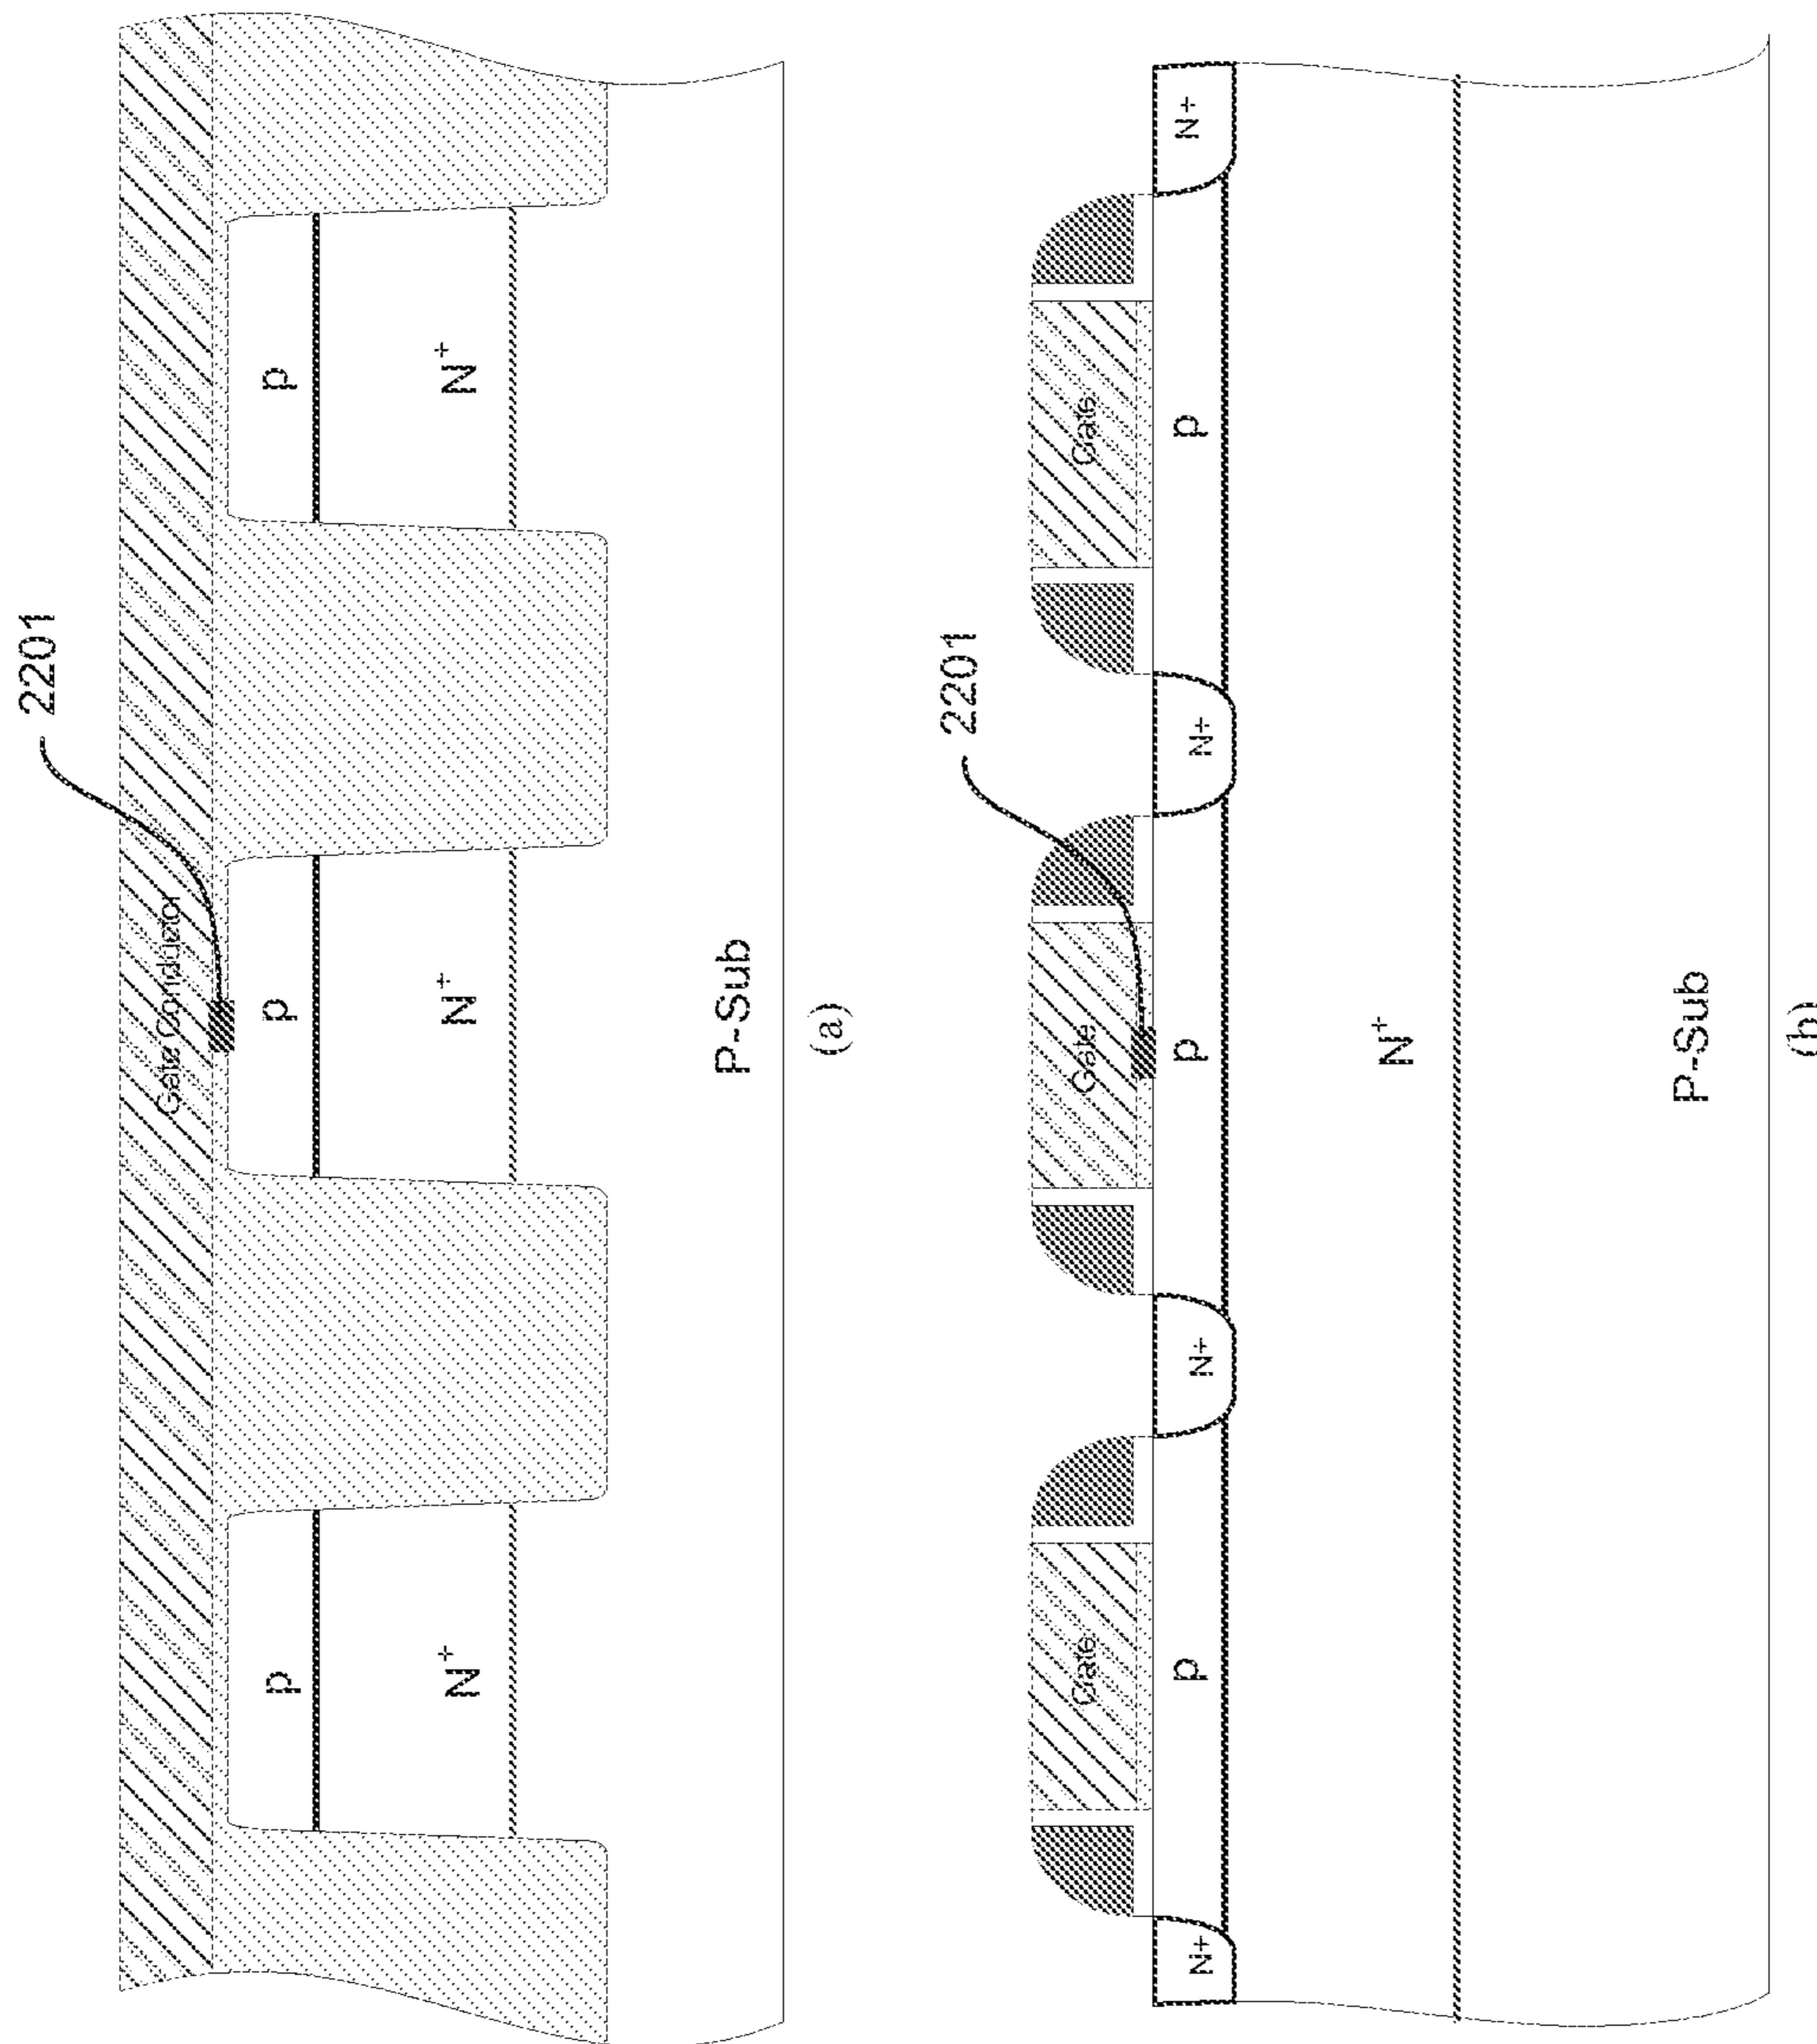 2201
Gate Conductor
p p p
N⁺ N⁺ N⁺
P-Sub
(a)
2201
Gate Gate Gate
N+ p N+ p N+ p N+
N⁺
P-Sub
(b)